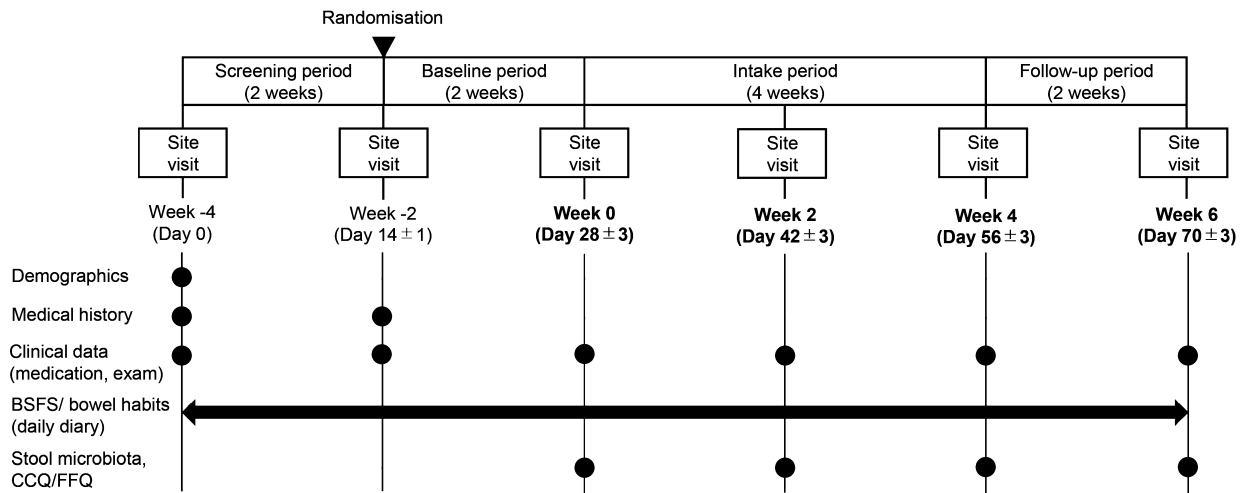 Randomisation
Screening period
(2 weeks)
Baseline period
(2 weeks)
Intake period
(4 weeks)
Follow-up period
(2 weeks)
Site
visit
Site
visit
Site
visit
Site
visit
Site
visit
Site
visit
Week -4
(Day 0)
Week -2
(Day 14 ± 1)
Week 0
(Day 28 ± 3)
Week 2
(Day 42 ± 3)
Week 4
(Day 56 ± 3)
Week 6
(Day 70 ± 3)
Demographics
Medical history
Clinical data
(medication, exam)
BSFS/ bowel habits
(daily diary)
Stool microbiota,
CCQ/FFQ